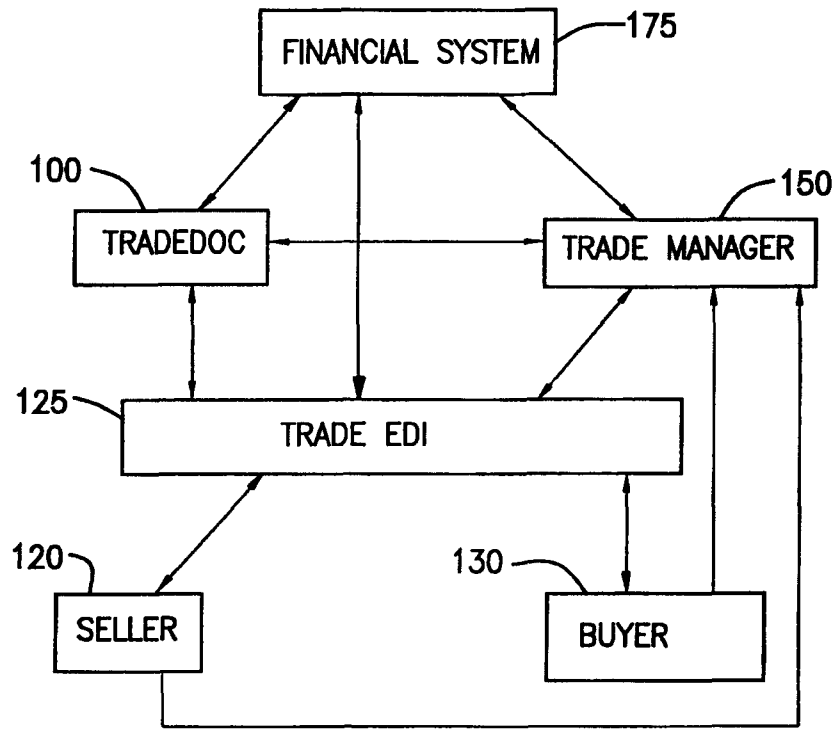 175
FINANCIAL SYSTEM
100
TRADEDOC
150
TRADE MANAGER
125
TRADE EDI
120
SELLER
130
BUYER